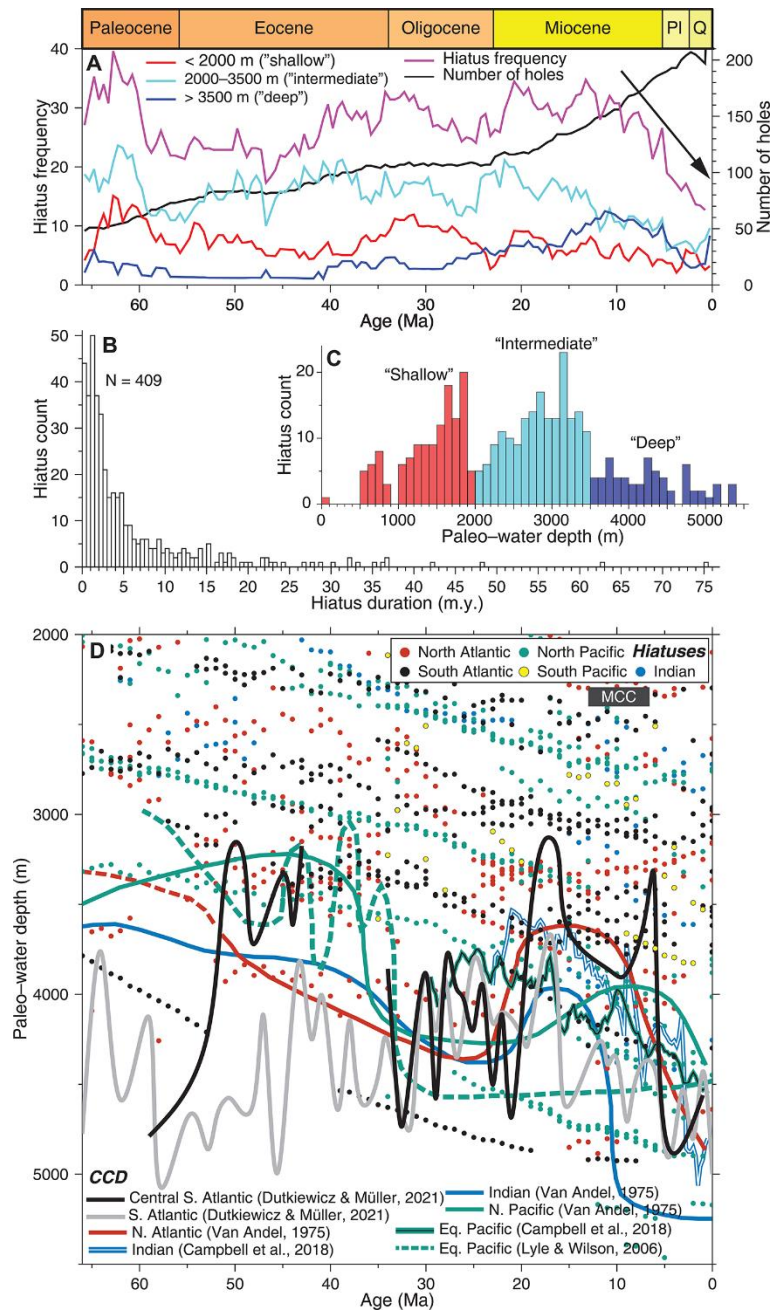 Paleocene Eocene Oligocene Miocene Pl Q
A
< 2000 m ("shallow")
2000–3500 m ("intermediate")
> 3500 m ("deep")
Hiatus frequency
Number of holes
40
30
20
10
0
Hiatus frequency
200
150
100
50
0
Number of holes
60 50 40 30 20 10 0
Age (Ma)
B
N = 409
50
40
30
20
10
0
Hiatus count
0 5 10 15 20 25 30 35 40 45 50 55 60 65 70 75
Hiatus duration (m.y.)
C
"Shallow"
"Intermediate"
"Deep"
20
10
0
Hiatus count
1000 2000 3000 4000 5000
Paleo–water depth (m)
D
North Atlantic North Pacific Hiatuses
South Atlantic South Pacific Indian
MCC
2000
3000
4000
5000
Paleo–water depth (m)
CCD
Central S. Atlantic (Dutkiewicz & Müller, 2021)
S. Atlantic (Dutkiewicz & Müller, 2021)
N. Atlantic (Van Andel, 1975)
Indian (Campbell et al., 2018)
Indian (Van Andel, 1975)
N. Pacific (Van Andel, 1975)
Eq. Pacific (Campbell et al., 2018)
Eq. Pacific (Lyle & Wilson, 2006)
60 50 40 30 20 10 0
Age (Ma)